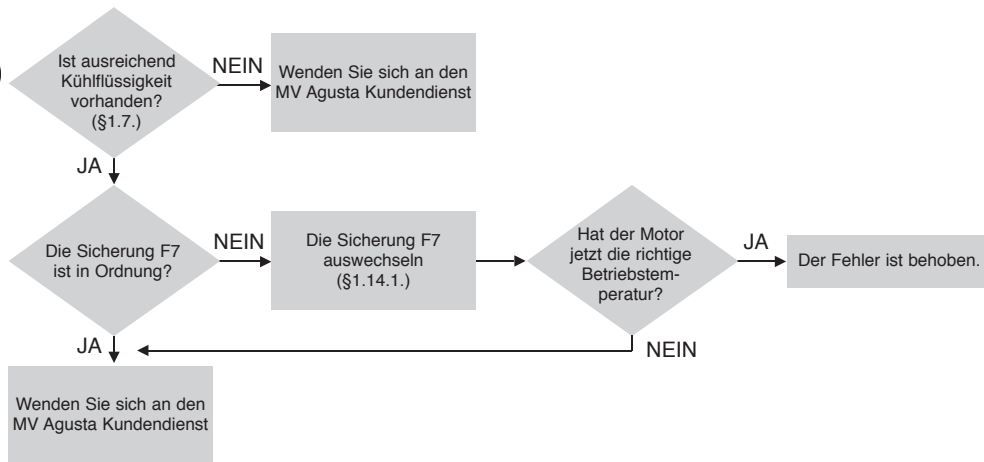 Ist ausreichend
Kühlflüssigkeit
vorhanden?
(§1.7.)
NEIN
Wenden Sie sich an den
MV Agusta Kundendienst
JA
Die Sicherung F7
ist in Ordnung?
NEIN
Die Sicherung F7
auswechseln
(§1.14.1.)
Hat der Motor
jetzt die richtige
Betriebstem-
peratur?
JA
Der Fehler ist behoben.
JA
NEIN
Wenden Sie sich an den
MV Agusta Kundendienst